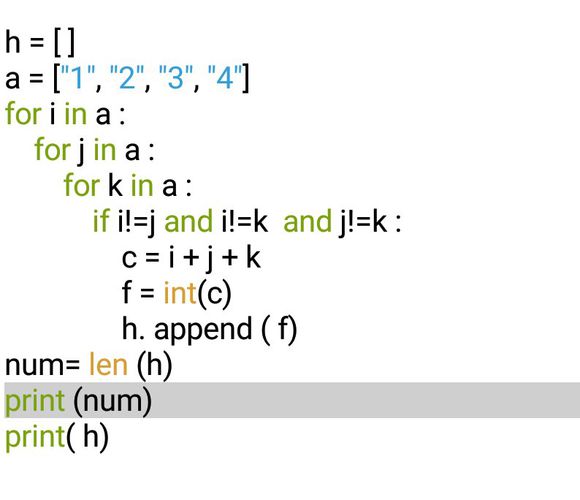 h = [ ]
a = ["1", "2", "3", "4"]
for i in a :
    for j in a :
        for k in a :
            if i!=j and i!=k  and j!=k :
                c = i + j + k
                f = int(c)
                h. append ( f)
num= len (h)
print (num)
print( h)